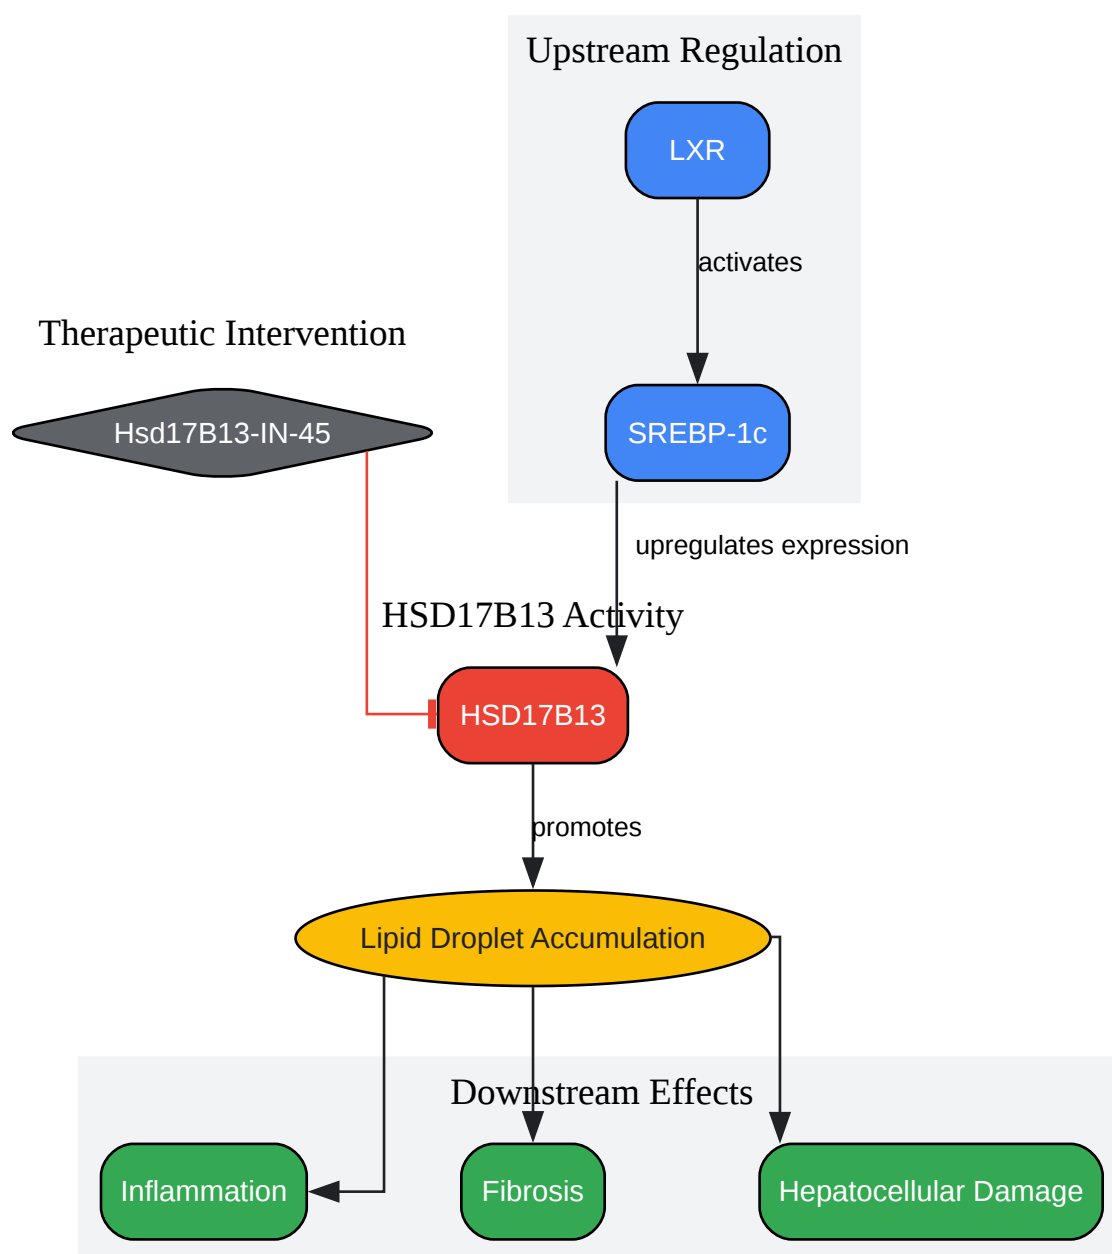 Upstream Regulation
LXR
activates
Therapeutic Intervention
Hsd17B13-IN-45
SREBP-1c
upregulates expression
HSD17B13 Activity
HSD17B13
promotes
Lipid Droplet Accumulation
Downstream Effects
Inflammation
Fibrosis
Hepatocellular Damage